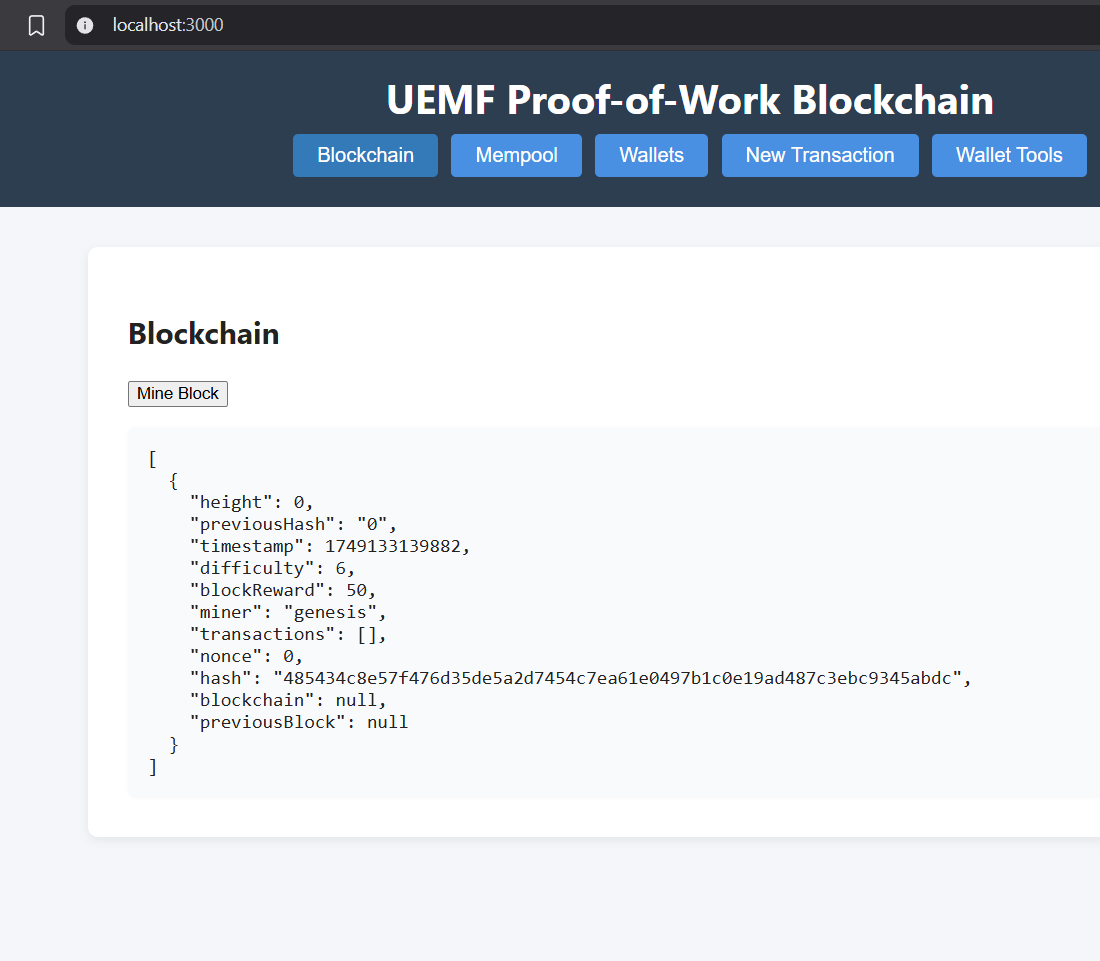 localhost:3000
UEMF Proof-of-Work Blockchain
Blockchain Mempool Wallets New Transaction Wallet Tools
Blockchain
Mine Block
[
  {
    "height": 0,
    "previousHash": "0",
    "timestamp": 1749133139882,
    "difficulty": 6,
    "blockReward": 50,
    "miner": "genesis",
    "transactions": [],
    "nonce": 0,
    "hash": "485434c8e57f476d35de5a2d7454c7ea61e0497b1c0e19ad487c3ebc9345abdc",
    "blockchain": null,
    "previousBlock": null
  }
]